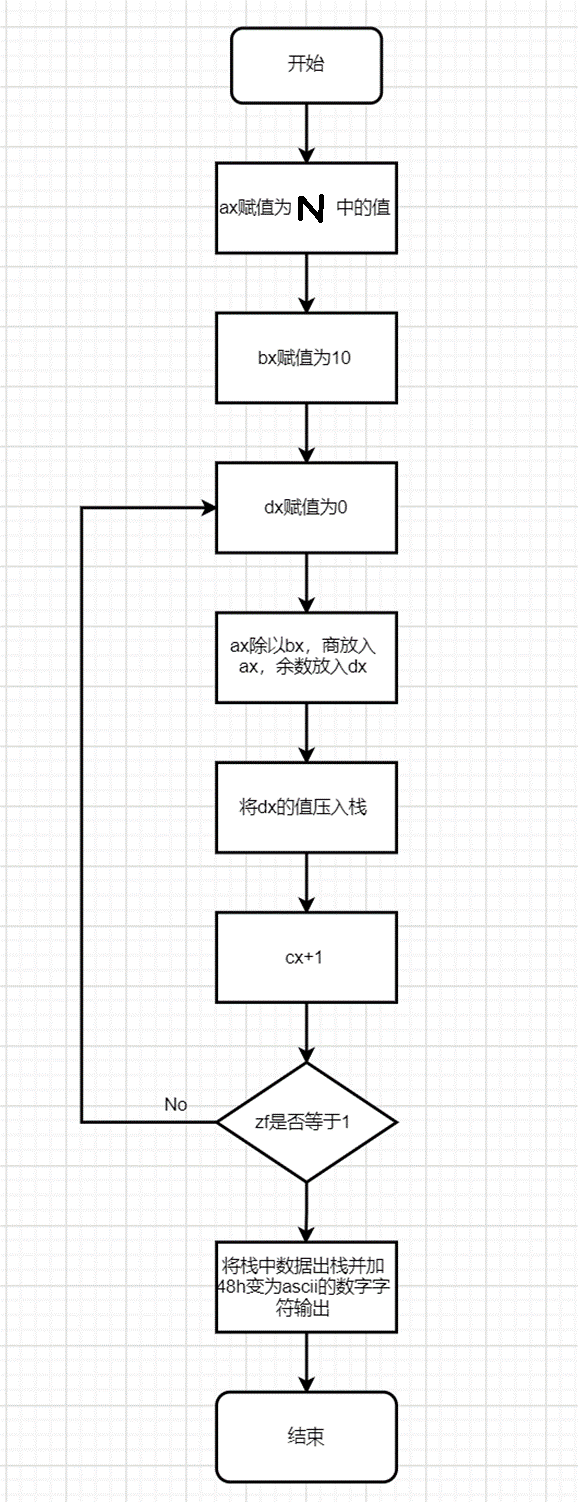 开始
ax赋值为 N 中的值
bx赋值为10
dx赋值为0
ax除以bx，商放入
ax，余数放入dx
将dx的值压入栈
cx+1
No
zf是否等于1
将栈中数据出栈并加
48h变为ascii的数字字
符输出
结束